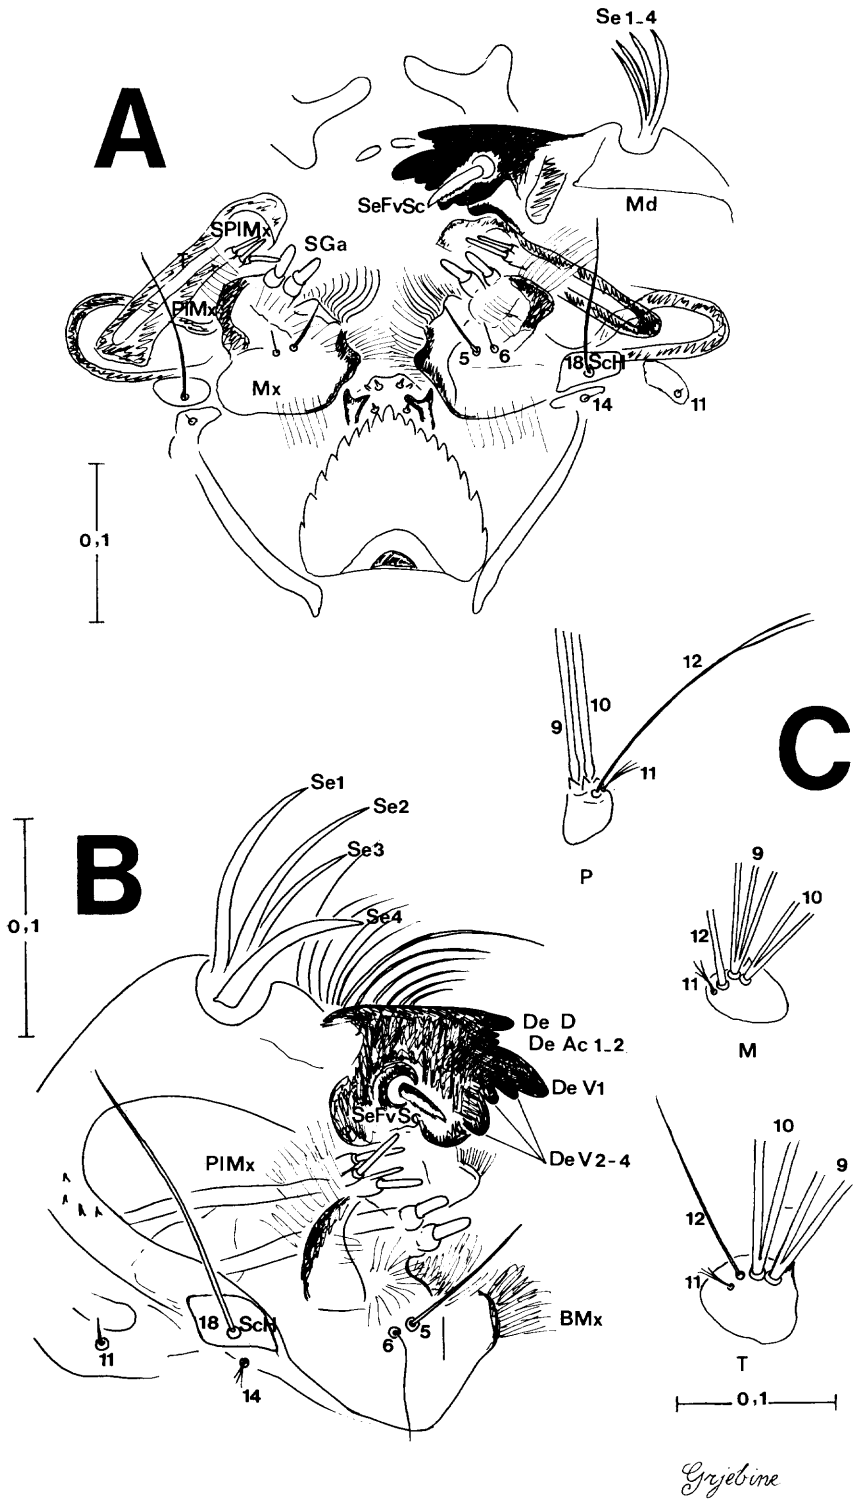 Se 1-4
A
SeFvSc
Md
SPlMx
SGa
PlMx
5
6
18 ScH
Mx
14
11
0,1
12
10
9
C
11
P
Se1
Se2
B
Se3
0,1
Se4
9
10
12
11
M
De D
De Ac 1-2
De V1
SeFvSc
De V 2-4
PlMx
10
9
12
11
18 ScH
5
6
BMx
11
14
T
0,1
Grjebine